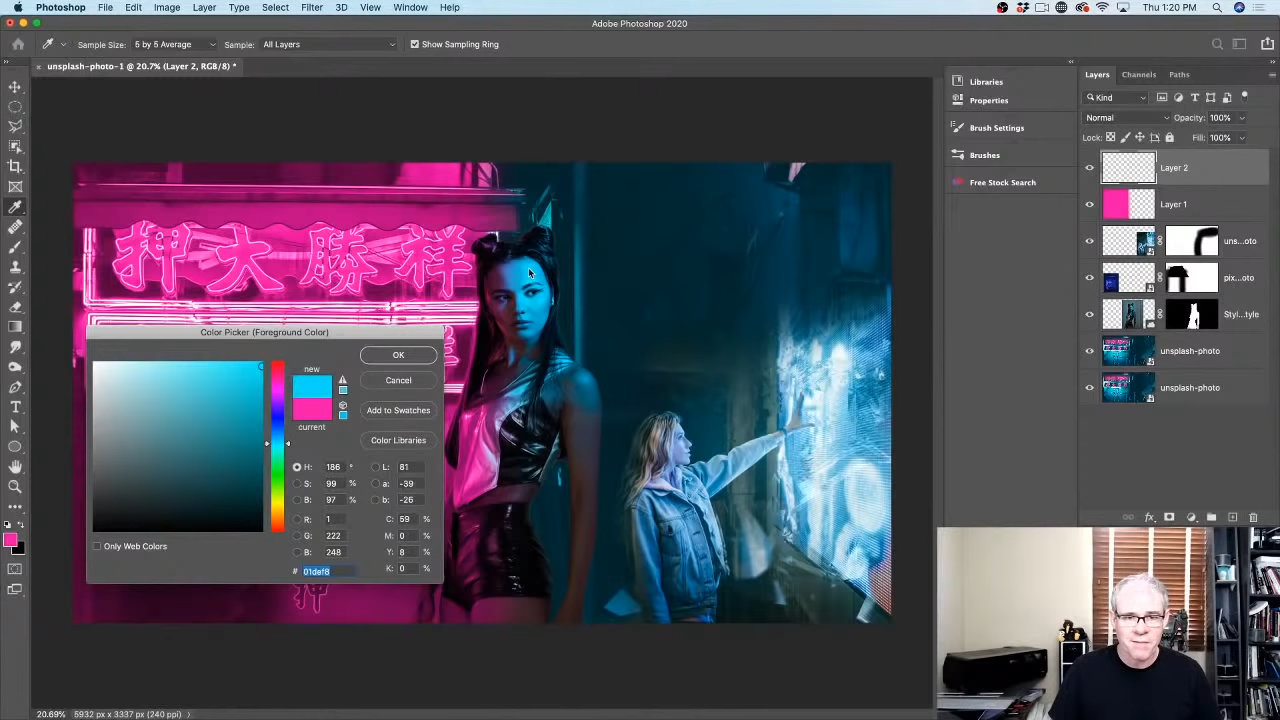 Photoshop File Edit Image Layer Type Select Filter 3D View Window Help Thu 1:20 PM
Adobe Photoshop 2020
Sample Size: 5 by 5 Average Sample: All Layers Show Sampling Ring
unsplash-photo-1 @ 20.7% (Layer 2, RGB/8) *
押大勝祥
押
Color Picker (Foreground Color)
new
current
OK
Cancel
Add to Swatches
Color Libraries
H: 186 ° L: 81
S: 99 % a: -39
B: 97 % b: -26
R: 1 C: 59 %
G: 222 M: 0 %
B: 248 Y: 8 %
# 01def8 K: 0 %
Only Web Colors
Libraries
Properties
Brush Settings
Brushes
Free Stock Search
Layers Channels Paths
Kind
Normal Opacity: 100%
Lock: Fill: 100%
Layer 2
Layer 1
uns...oto
pix...oto
Styl...tyle
unsplash-photo
unsplash-photo
20.69% 5932 px x 3337 px (240 ppi)